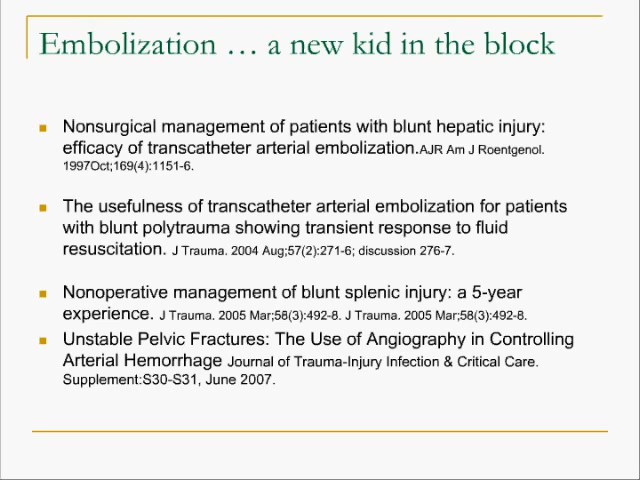 Embolization … a new kid in the block
Nonsurgical management of patients with blunt hepatic injury:
efficacy of transcatheter arterial embolization.AJR Am J Roentgenol.
1997Oct;169(4):1151-6.
The usefulness of transcatheter arterial embolization for patients
with blunt polytrauma showing transient response to fluid
resuscitation. J Trauma. 2004 Aug;57(2):271-6; discussion 276-7.
Nonoperative management of blunt splenic injury: a 5-year
experience. J Trauma. 2005 Mar;58(3):492-8. J Trauma. 2005 Mar;58(3):492-8.
Unstable Pelvic Fractures: The Use of Angiography in Controlling
Arterial Hemorrhage Journal of Trauma-Injury Infection & Critical Care.
Supplement:S30-S31, June 2007.